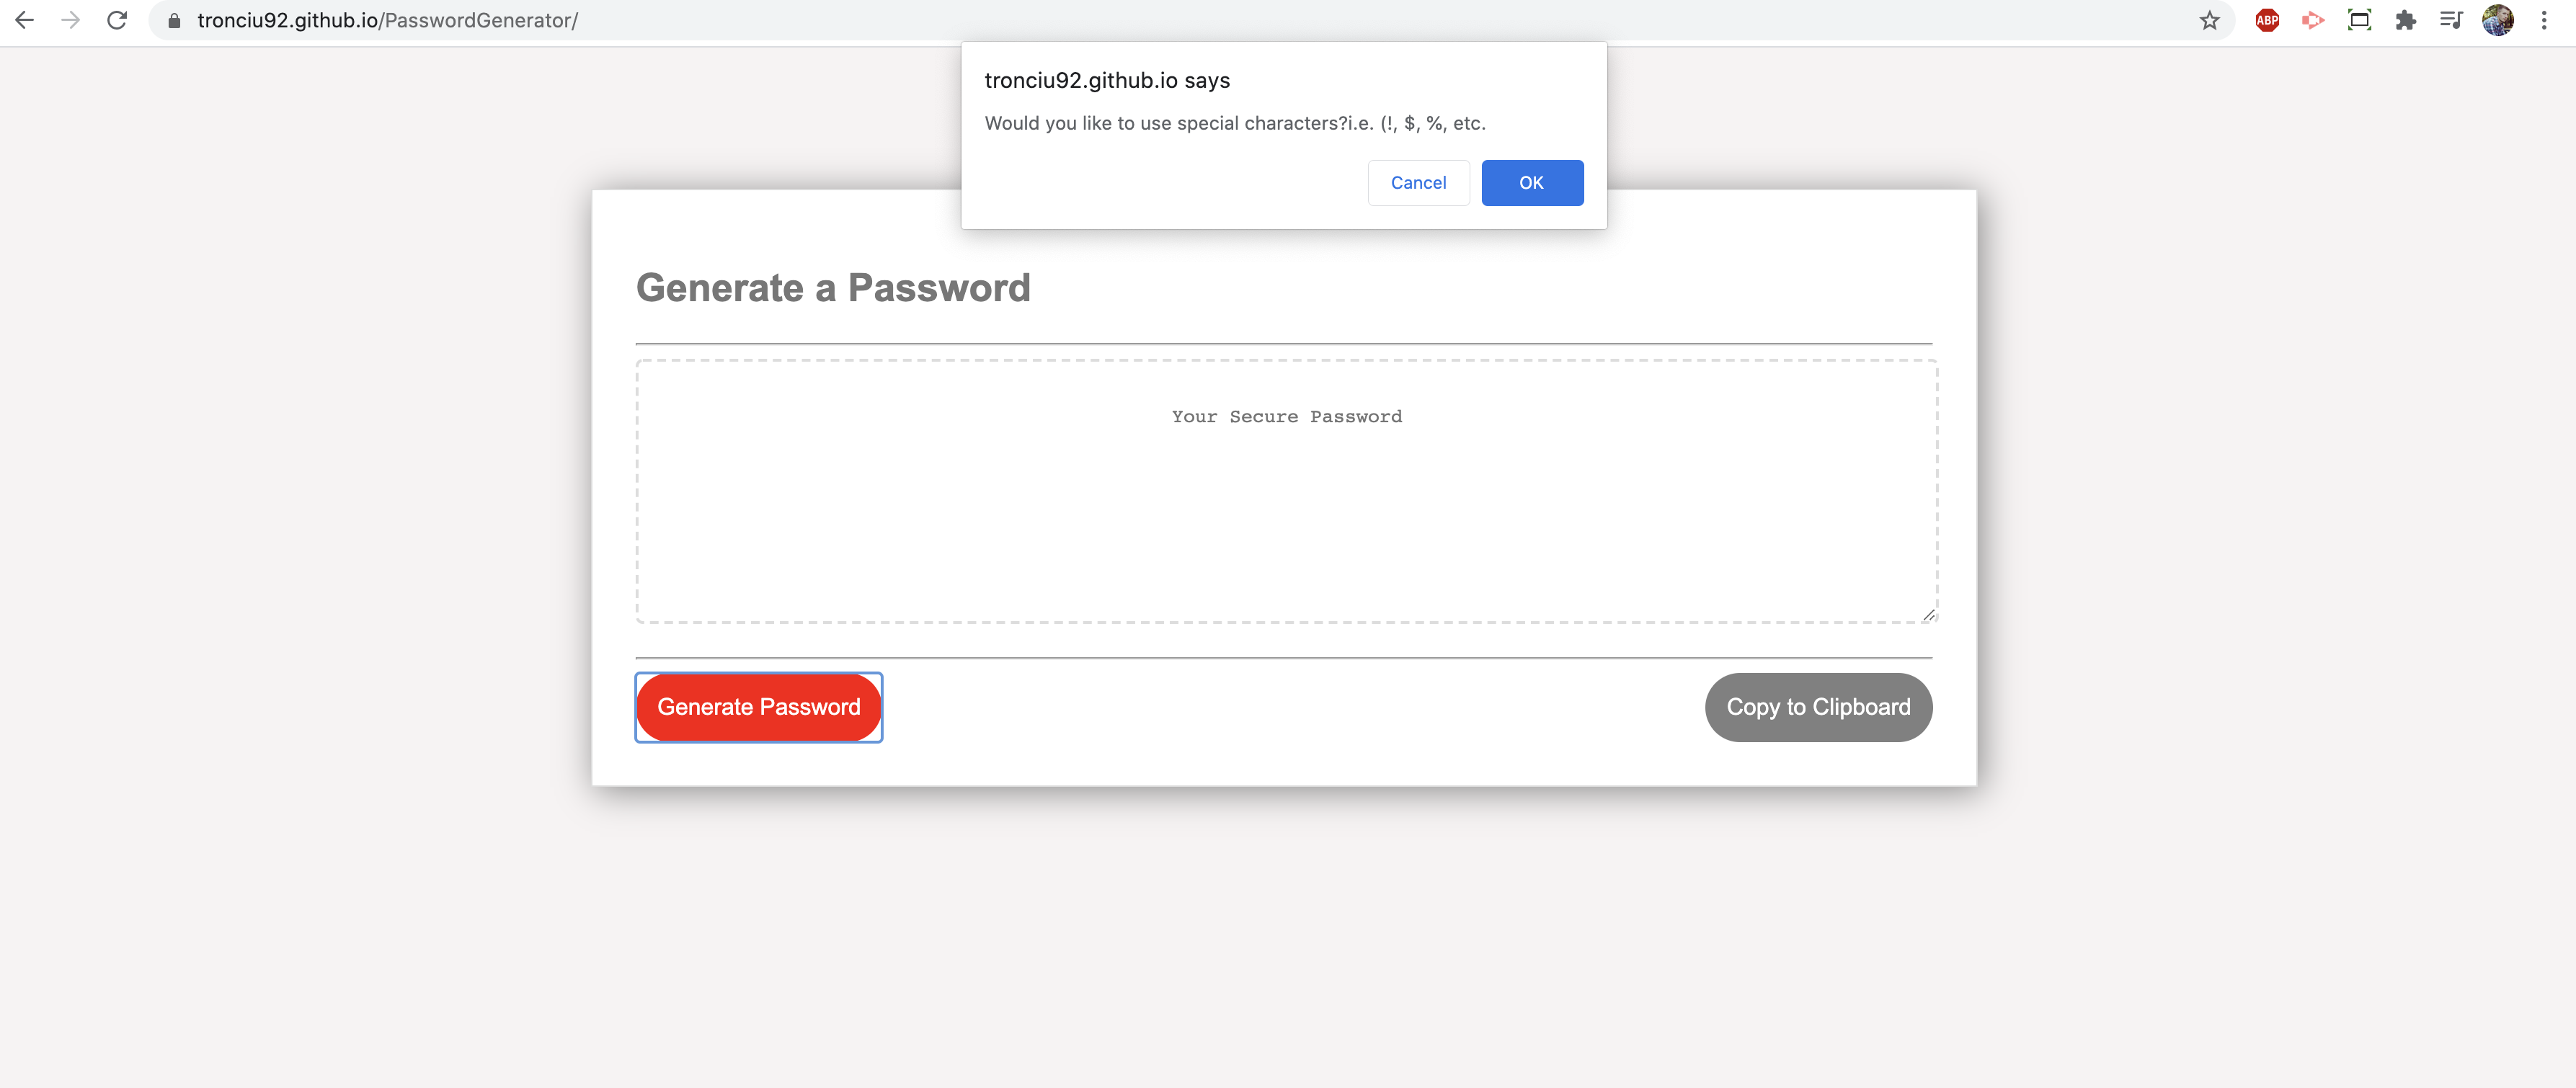 tronciu92.github.io/PasswordGenerator/
ABP
tronciu92.github.io says
Would you like to use special characters?i.e. (!, $, %, etc.
Cancel
OK
Generate a Password
Your Secure Password
Generate Password
Copy to Clipboard